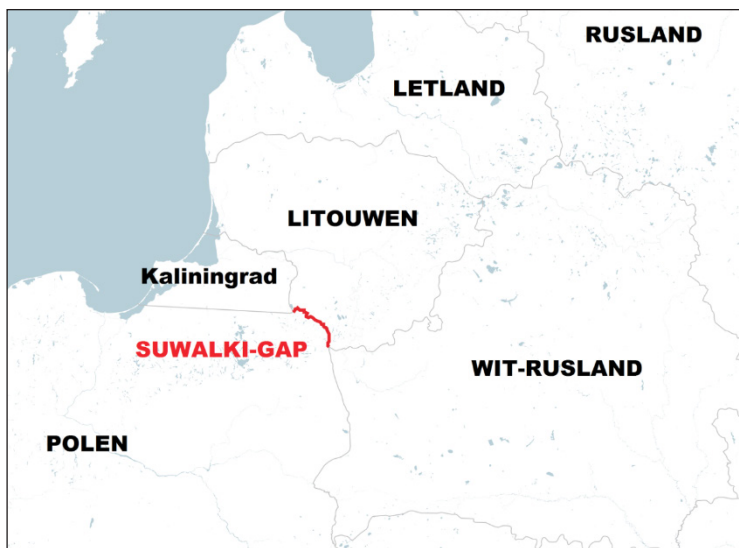 RUSLAND
LETLAND
LITOUWEN
Kaliningrad
SUWALKI-GAP
WIT-RUSLAND
POLEN